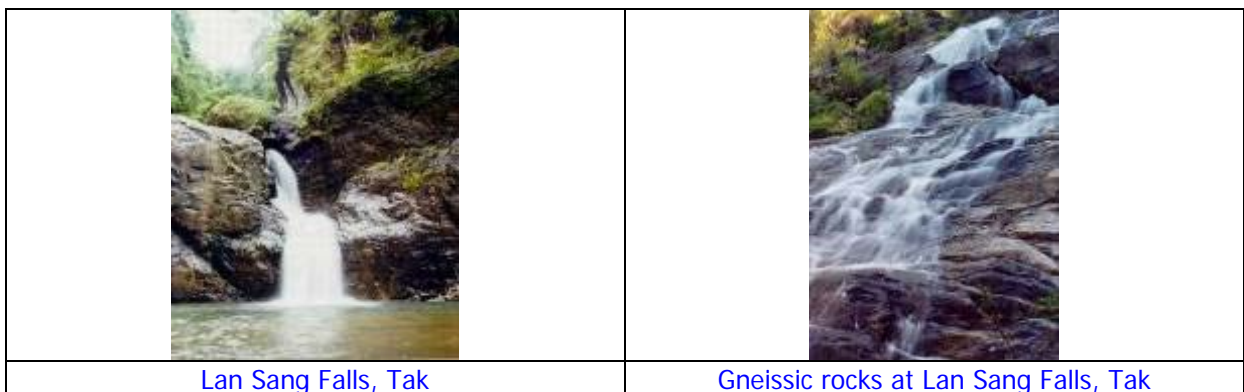 Lan Sang Falls, Tak
Gneissic rocks at Lan Sang Falls, Tak